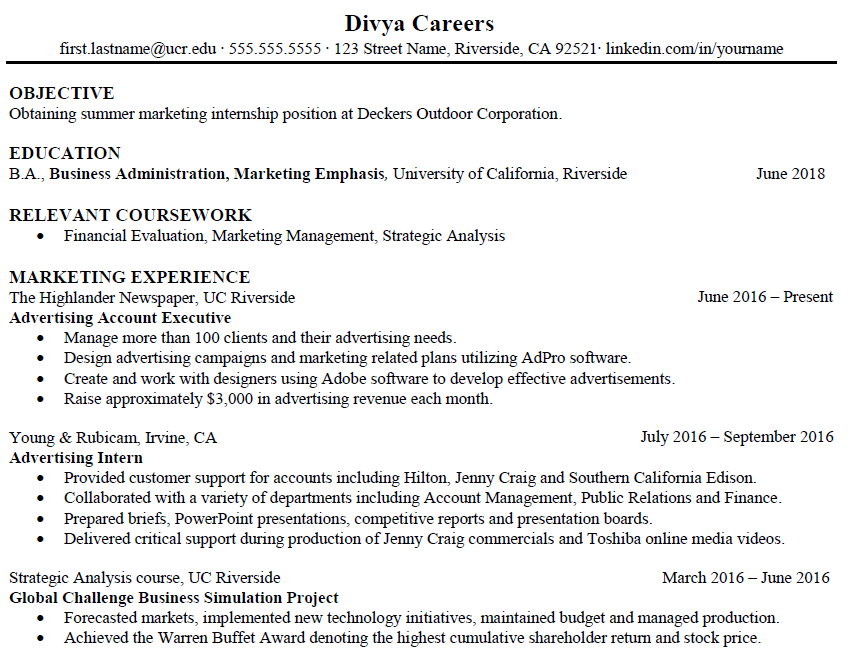 Divya Careers
first.lastname@ucr.edu · 555.555.5555 · 123 Street Name, Riverside, CA 92521· linkedin.com/in/yourname
OBJECTIVE
Obtaining summer marketing internship position at Deckers Outdoor Corporation.
EDUCATION
B.A., Business Administration, Marketing Emphasis, University of California, Riverside June 2018
RELEVANT COURSEWORK
• Financial Evaluation, Marketing Management, Strategic Analysis
MARKETING EXPERIENCE
The Highlander Newspaper, UC Riverside June 2016 – Present
Advertising Account Executive
• Manage more than 100 clients and their advertising needs.
• Design advertising campaigns and marketing related plans utilizing AdPro software.
• Create and work with designers using Adobe software to develop effective advertisements.
• Raise approximately $3,000 in advertising revenue each month.
Young & Rubicam, Irvine, CA July 2016 – September 2016
Advertising Intern
• Provided customer support for accounts including Hilton, Jenny Craig and Southern California Edison.
• Collaborated with a variety of departments including Account Management, Public Relations and Finance.
• Prepared briefs, PowerPoint presentations, competitive reports and presentation boards.
• Delivered critical support during production of Jenny Craig commercials and Toshiba online media videos.
Strategic Analysis course, UC Riverside March 2016 – June 2016
Global Challenge Business Simulation Project
• Forecasted markets, implemented new technology initiatives, maintained budget and managed production.
• Achieved the Warren Buffet Award denoting the highest cumulative shareholder return and stock price.